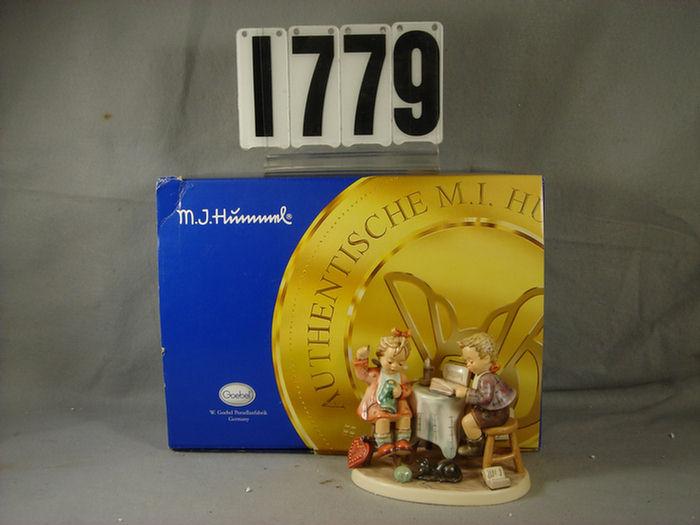 1779
M.J.Hummel®
AUTHENTISCHE M.I. HU
Goebel
W. Goebel Porzellanfabrik
Germany